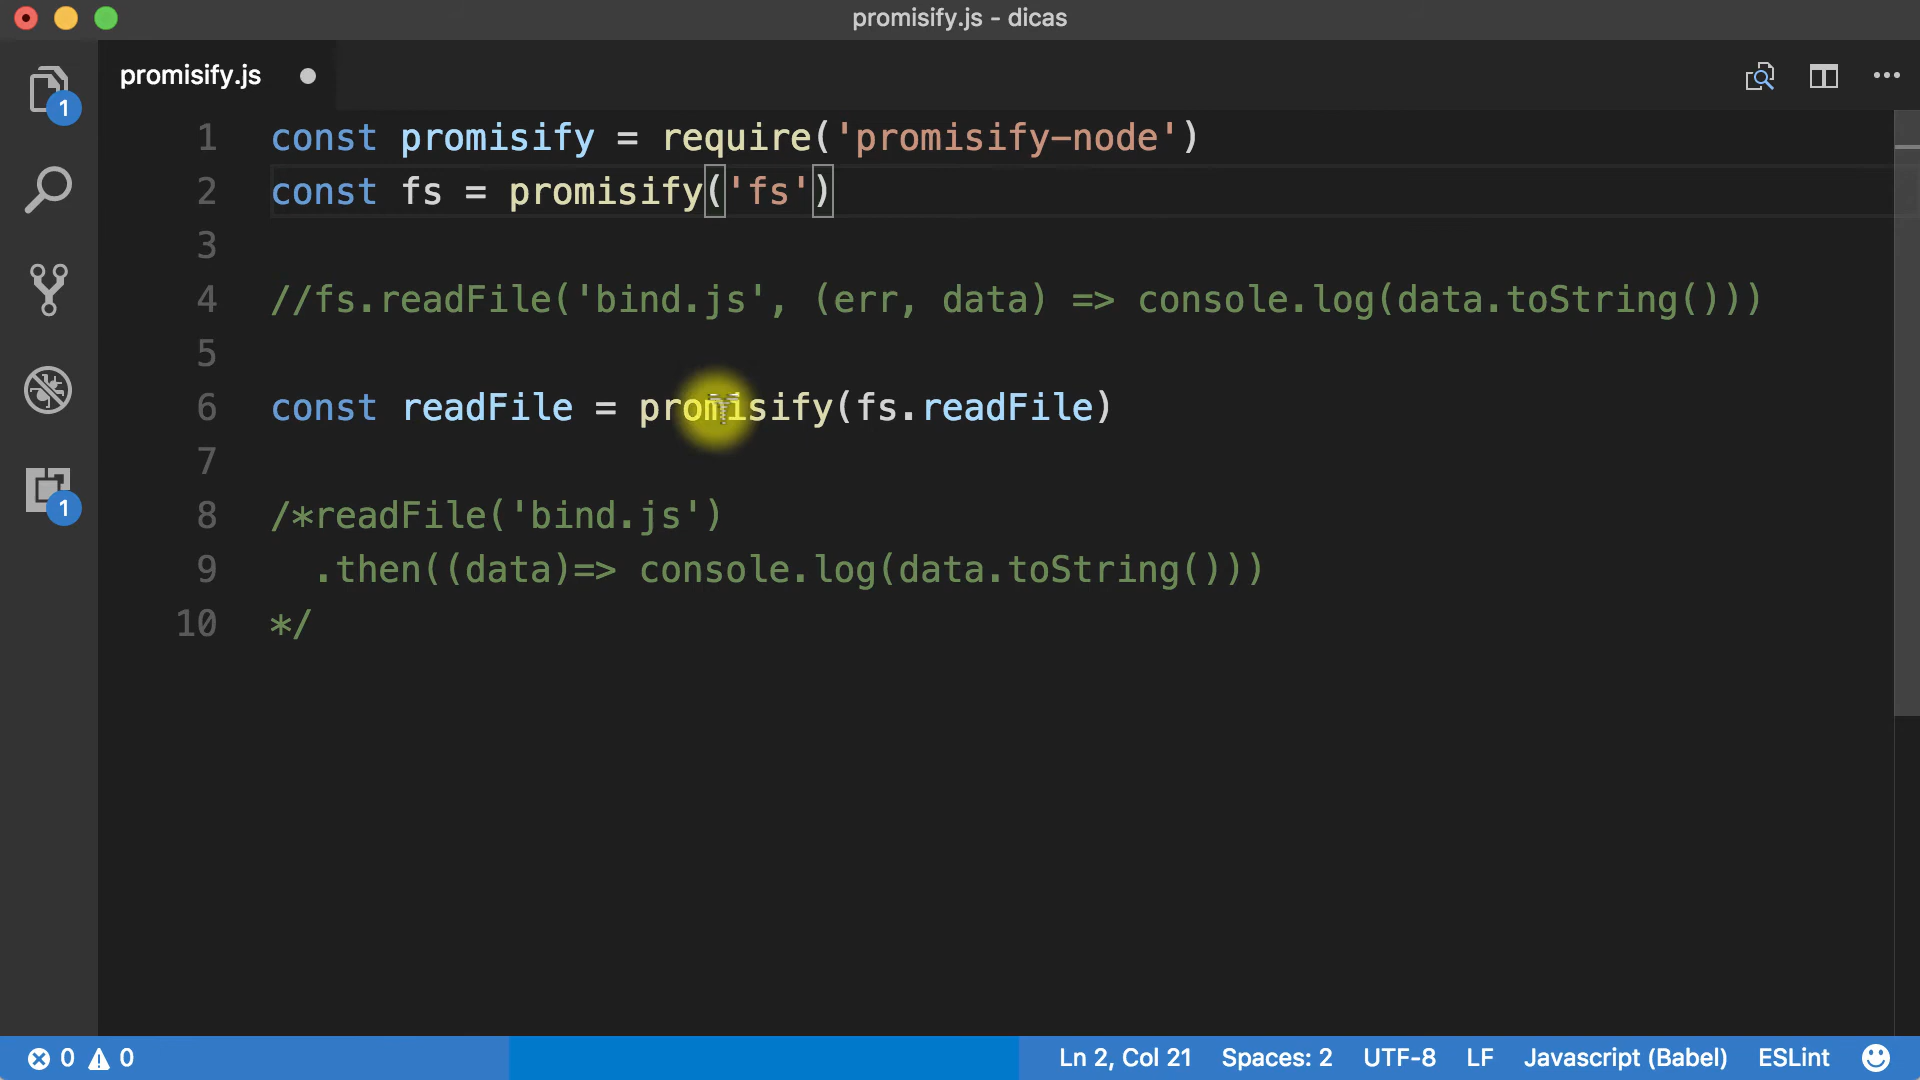 promisify.js - dicas
promisify.js
1
1
1 const promisify = require('promisify-node')
2 const fs = promisify('fs')
3
4 //fs.readFile('bind.js', (err, data) => console.log(data.toString()))
5
6 const readFile = promisify(fs.readFile)
7
8 /*readFile('bind.js')
9   .then((data)=> console.log(data.toString()))
10 */
0 0 Ln 2, Col 21 Spaces: 2 UTF-8 LF Javascript (Babel) ESLint